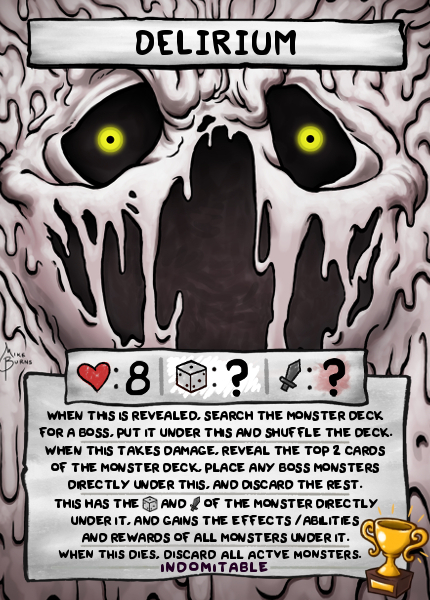 DELIRIUM
MIKE BURNS
:8 :? :?
WHEN THIS IS REVEALED, SEARCH THE MONSTER DECK
FOR A BOSS, PUT IT UNDER THIS AND SHUFFLE THE DECK.
WHEN THIS TAKES DAMAGE, REVEAL THE TOP 2 CARDS
OF THE MONSTER DECK, PLACE ANY BOSS MONSTERS
DIRECTLY UNDER THIS, AND DISCARD THE REST.
THIS HAS THE AND OF THE MONSTER DIRECTLY
UNDER IT, AND GAINS THE EFFECTS / ABILITIES
AND REWARDS OF ALL MONSTERS UNDER IT.
WHEN THIS DIES, DISCARD ALL ACTVE MONSTERS.
INDOMITABLE